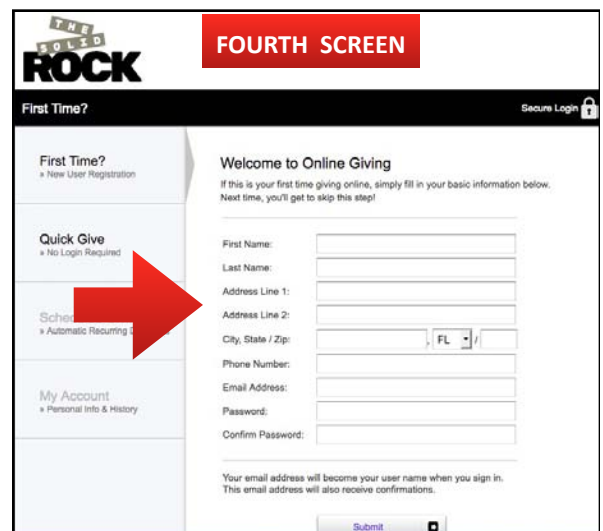 THE
SOLID
ROCK
FOURTH SCREEN
First Time?
Secure Login
First Time?
» New User Registration
Quick Give
» No Login Required
» Automatic Recurring
My Account
» Personal Info & History
Welcome to Online Giving
If this is your first time giving online, simply fill in your basic information below.
Next time, you'll get to skip this step!
First Name:
Last Name:
Address Line 1:
Address Line 2:
City, State / Zip: , FL /
Phone Number:
Email Address:
Password:
Confirm Password:
Your email address will become your user name when you sign in.
This email address will also receive confirmations.
Submit